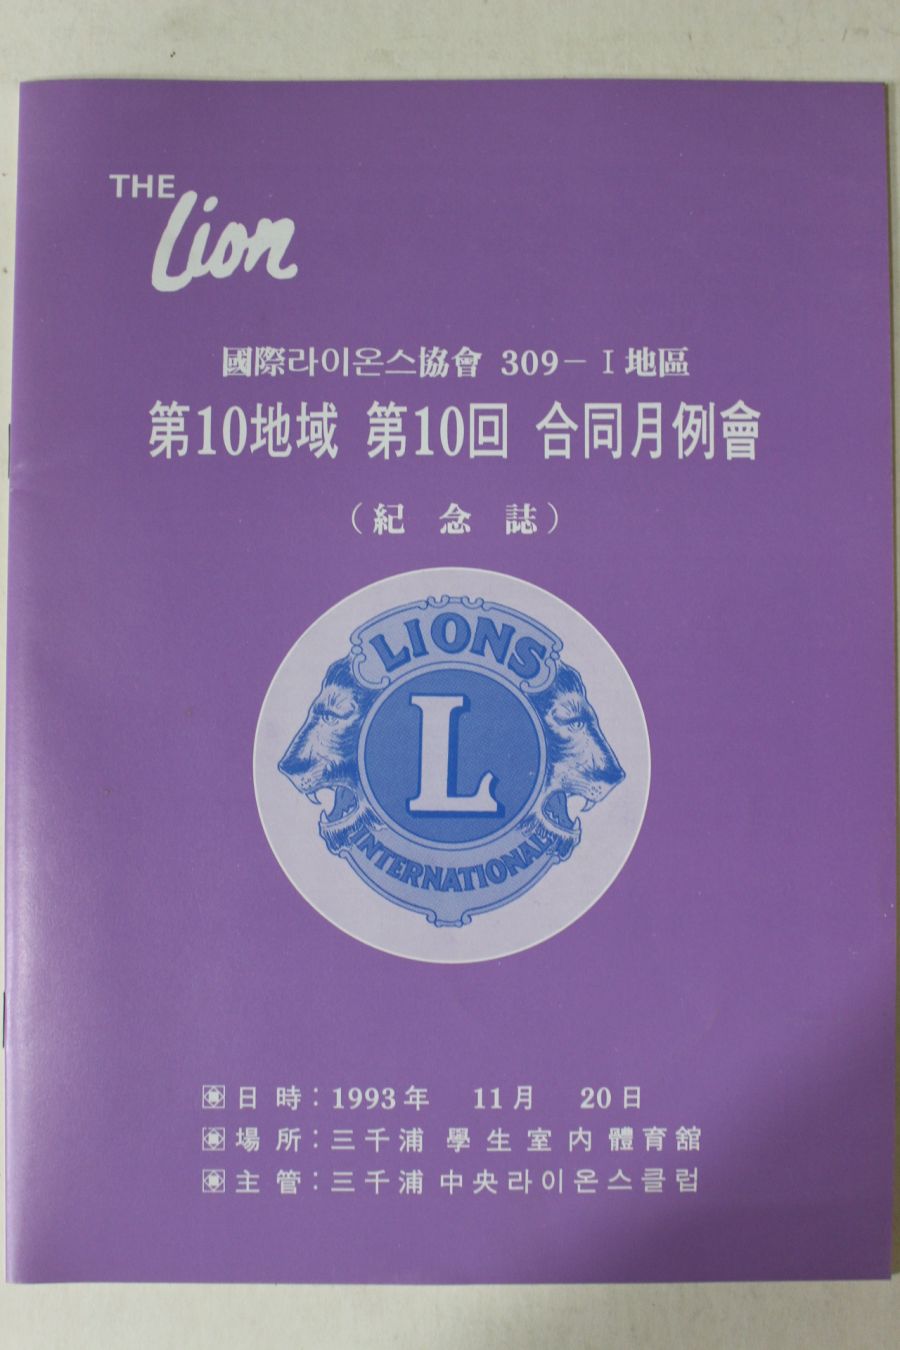 THE
Lion
國際라이온스協會 309－Ⅰ地區
第10地域 第10回 合同月例會
（紀 念 誌）
LIONS
L
INTERNATIONAL
日 時：1993年 11月 20日
場 所：三千浦 學生室內體育舘
主 管：三千浦 中央라이온스클럽